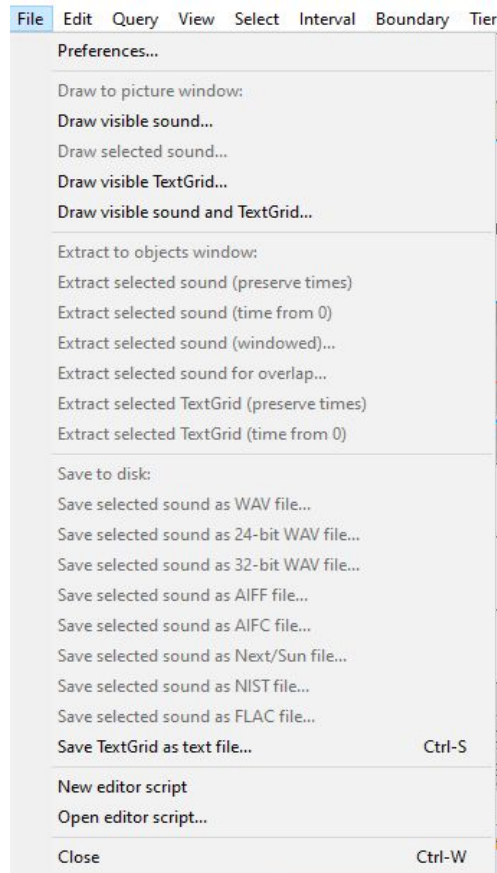 File Edit Query View Select Interval Boundary Tier
Preferences...
Draw to picture window:
Draw visible sound...
Draw selected sound...
Draw visible TextGrid...
Draw visible sound and TextGrid...
Extract to objects window:
Extract selected sound (preserve times)
Extract selected sound (time from 0)
Extract selected sound (windowed)...
Extract selected sound for overlap...
Extract selected TextGrid (preserve times)
Extract selected TextGrid (time from 0)
Save to disk:
Save selected sound as WAV file...
Save selected sound as 24-bit WAV file...
Save selected sound as 32-bit WAV file...
Save selected sound as AIFF file...
Save selected sound as AIFC file...
Save selected sound as Next/Sun file...
Save selected sound as NIST file...
Save selected sound as FLAC file...
Save TextGrid as text file... Ctrl-S
New editor script
Open editor script...
Close Ctrl-W